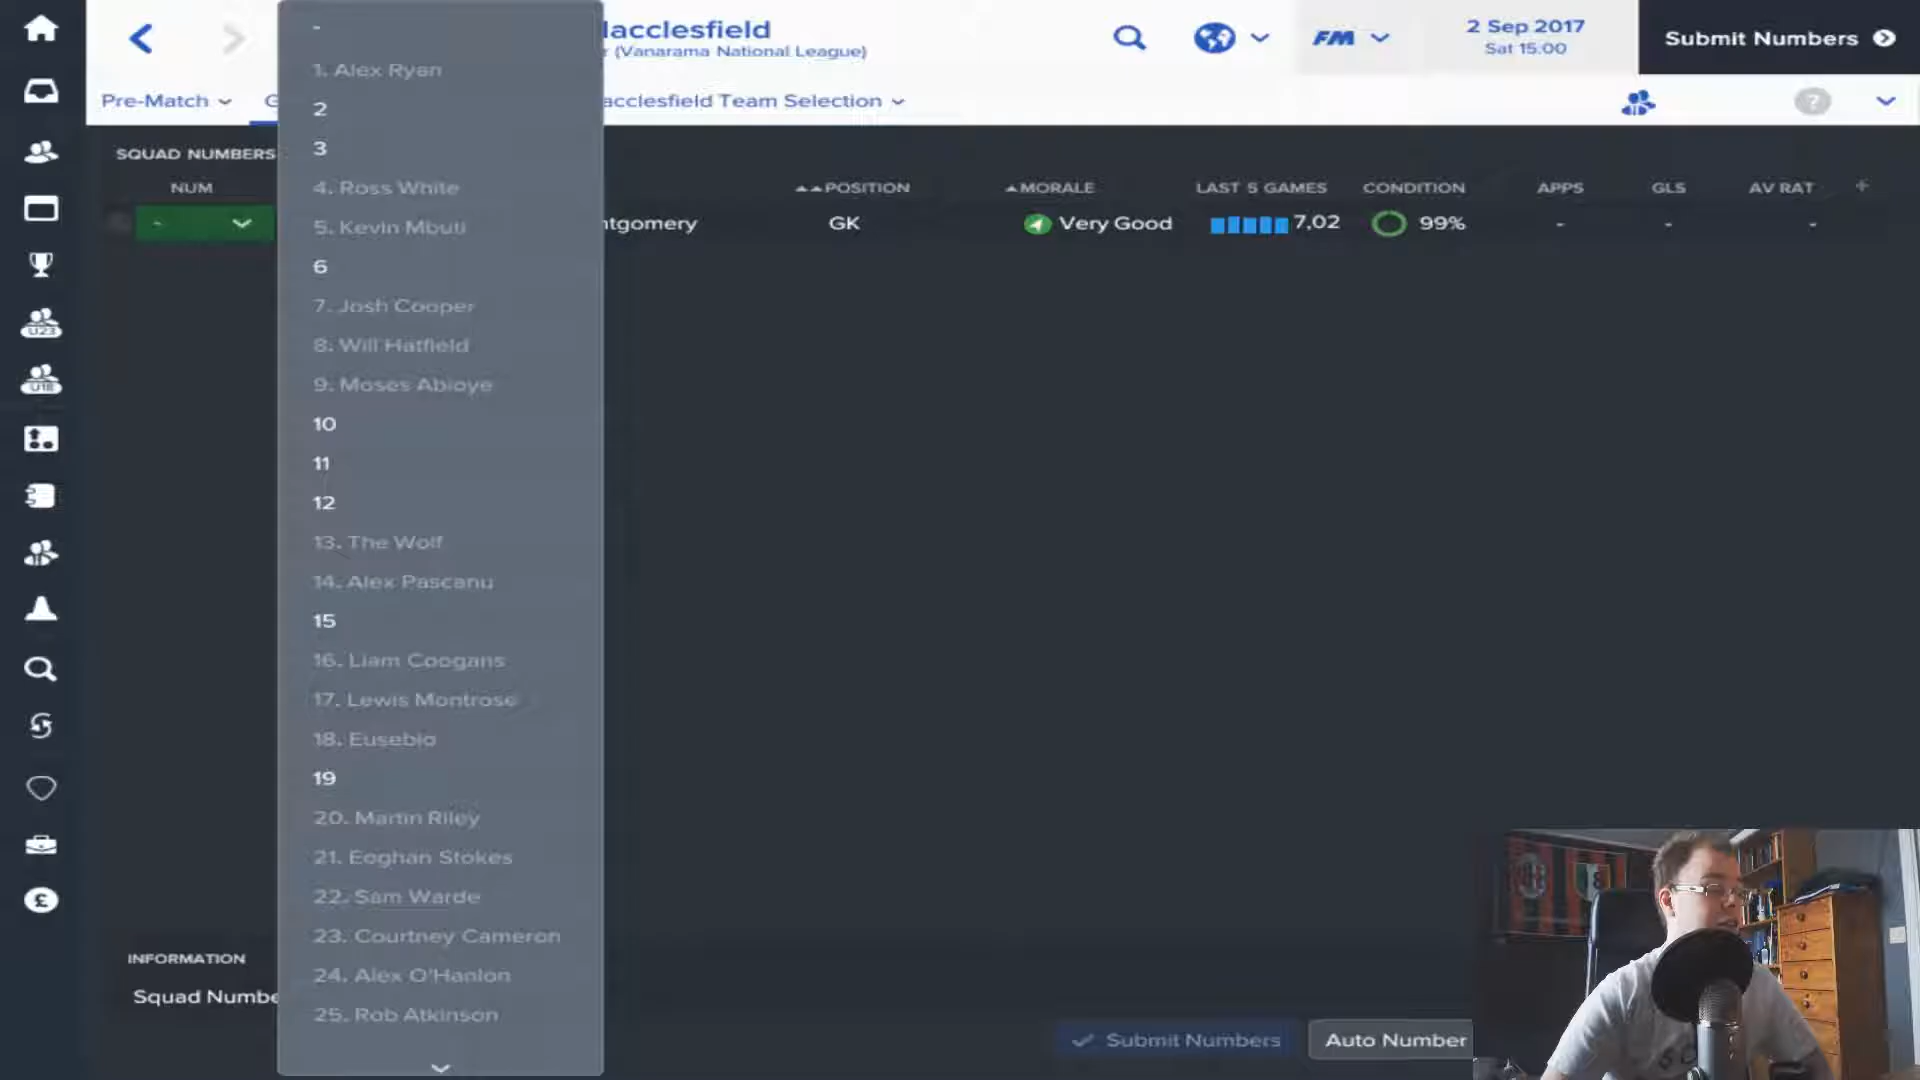 -
lacclesfield
r (Vanarama National League)
FM
2 Sep 2017
Sat 15:00
Submit Numbers
Pre-Match
G
acclesfield Team Selection
?
SQUAD NUMBERS
NUM
POSITION
MORALE
LAST 5 GAMES
CONDITION
APPS
GLS
AV RAT
+
-
ntgomery
GK
Very Good
7,02
99%
-
-
-
1. Alex Ryan
2
3
4. Ross White
5. Kevin Mbuti
6
7. Josh Cooper
8. Will Hatfield
9. Moses Abioye
10
11
12
13. The Wolf
14. Alex Pascanu
15
16. Liam Coogans
17. Lewis Montrose
18. Eusebio
19
20. Martin Riley
21. Eoghan Stokes
22. Sam Warde
23. Courtney Cameron
24. Alex O'Hanlon
25. Rob Atkinson
U23
U18
INFORMATION
Squad Numbe
Submit Numbers
Auto Number